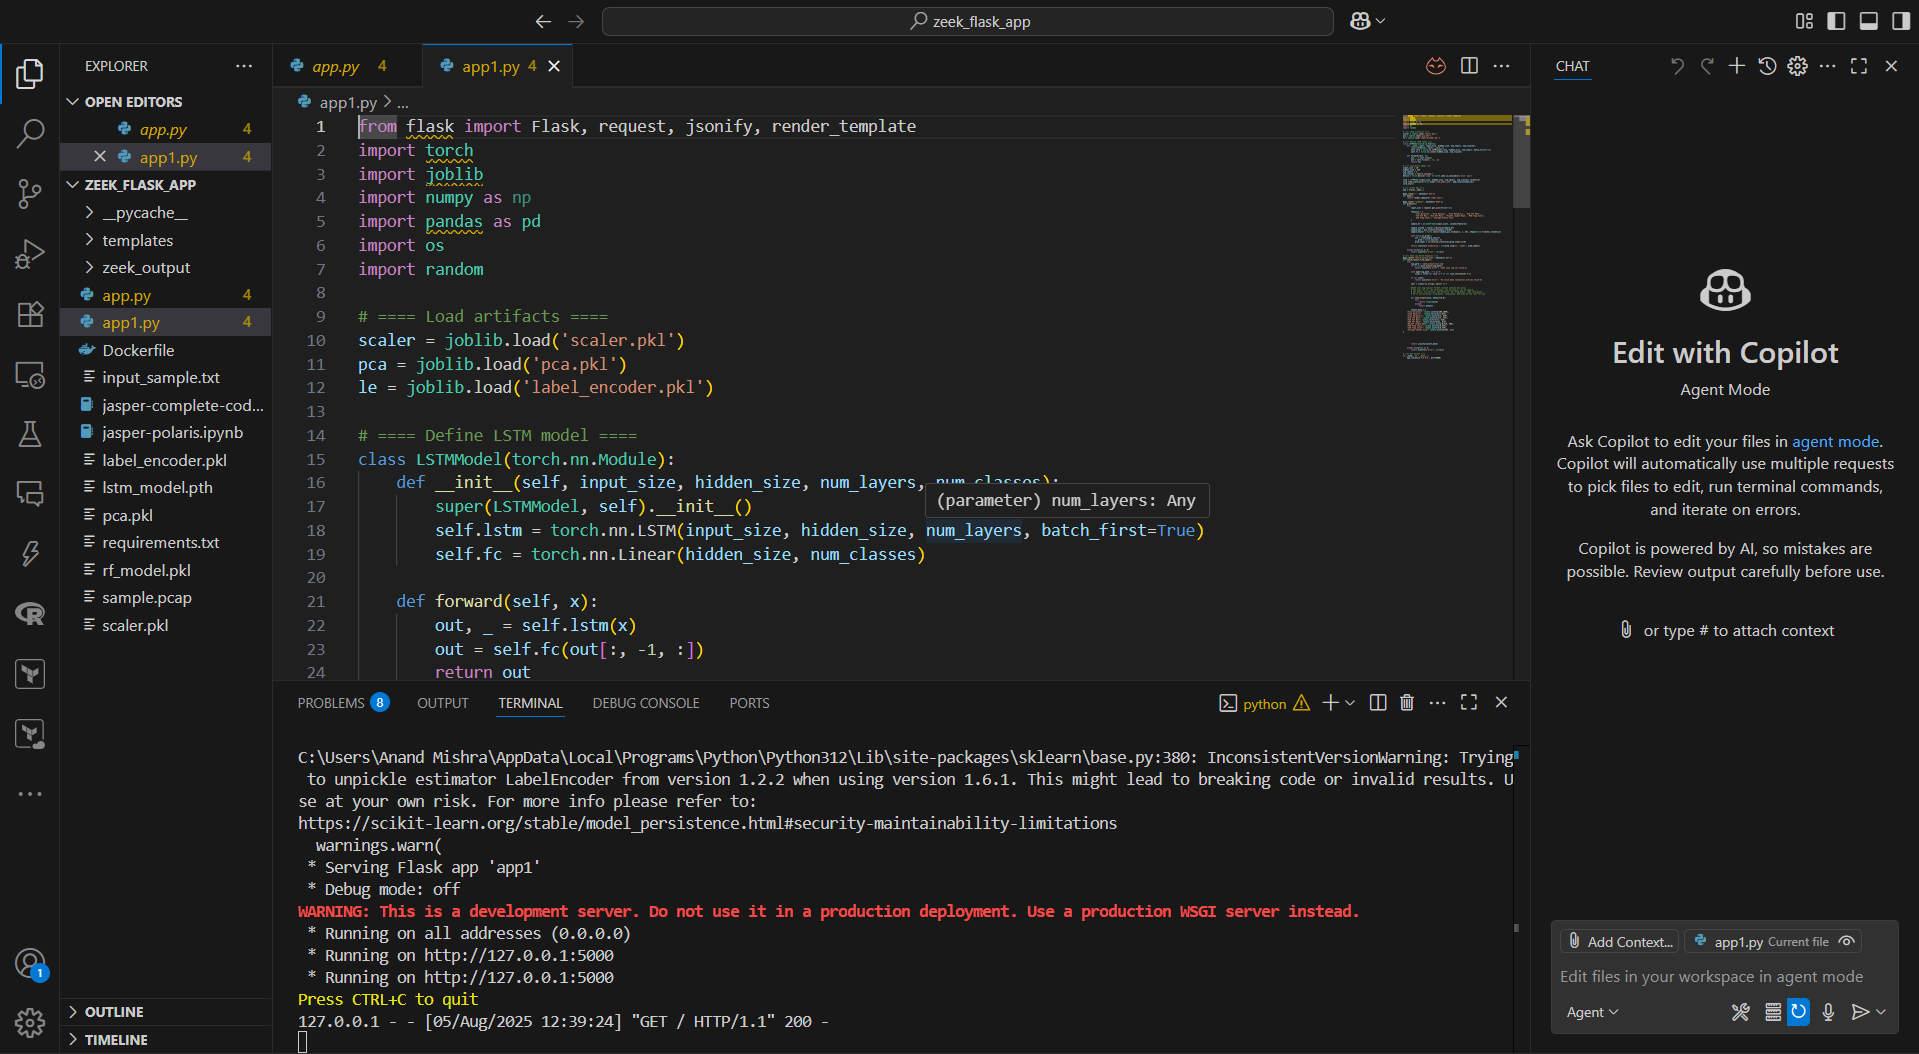 zeek_flask_app
EXPLORER
OPEN EDITORS
app.py 4
app1.py 4
ZEEK_FLASK_APP
__pycache__
templates
zeek_output
app.py 4
app1.py 4
Dockerfile
input_sample.txt
jasper-complete-cod...
jasper-polaris.ipynb
label_encoder.pkl
lstm_model.pth
pca.pkl
requirements.txt
rf_model.pkl
sample.pcap
scaler.pkl
OUTLINE
TIMELINE
1
app.py 4
app1.py 4
app1.py > ...
1 from flask import Flask, request, jsonify, render_template
2 import torch
3 import joblib
4 import numpy as np
5 import pandas as pd
6 import os
7 import random
8
9 # ==== Load artifacts ====
10 scaler = joblib.load('scaler.pkl')
11 pca = joblib.load('pca.pkl')
12 le = joblib.load('label_encoder.pkl')
13
14 # ==== Define LSTM model ====
15 class LSTMModel(torch.nn.Module):
16 def __init__(self, input_size, hidden_size, num_layers, num_classes):
(parameter) num_layers: Any
17 super(LSTMModel, self).__init__()
18 self.lstm = torch.nn.LSTM(input_size, hidden_size, num_layers, batch_first=True)
19 self.fc = torch.nn.Linear(hidden_size, num_classes)
20
21 def forward(self, x):
22 out, _ = self.lstm(x)
23 out = self.fc(out[:, -1, :])
24 return out
PROBLEMS 8 OUTPUT TERMINAL DEBUG CONSOLE PORTS
python
C:\Users\Anand Mishra\AppData\Local\Programs\Python\Python312\Lib\site-packages\sklearn\base.py:380: InconsistentVersionWarning: Trying
to unpickle estimator LabelEncoder from version 1.2.2 when using version 1.6.1. This might lead to breaking code or invalid results. U
se at your own risk. For more info please refer to:
https://scikit-learn.org/stable/model_persistence.html#security-maintainability-limitations
warnings.warn(
* Serving Flask app 'app1'
* Debug mode: off
WARNING: This is a development server. Do not use it in a production deployment. Use a production WSGI server instead.
* Running on all addresses (0.0.0.0)
* Running on http://127.0.0.1:5000
* Running on http://127.0.0.1:5000
Press CTRL+C to quit
127.0.0.1 - - [05/Aug/2025 12:39:24] "GET / HTTP/1.1" 200 -
CHAT
Edit with Copilot
Agent Mode
Ask Copilot to edit your files in agent mode.
Copilot will automatically use multiple requests
to pick files to edit, run terminal commands,
and iterate on errors.
Copilot is powered by AI, so mistakes are
possible. Review output carefully before use.
or type # to attach context
Add Context... app1.py Current file
Edit files in your workspace in agent mode
Agent